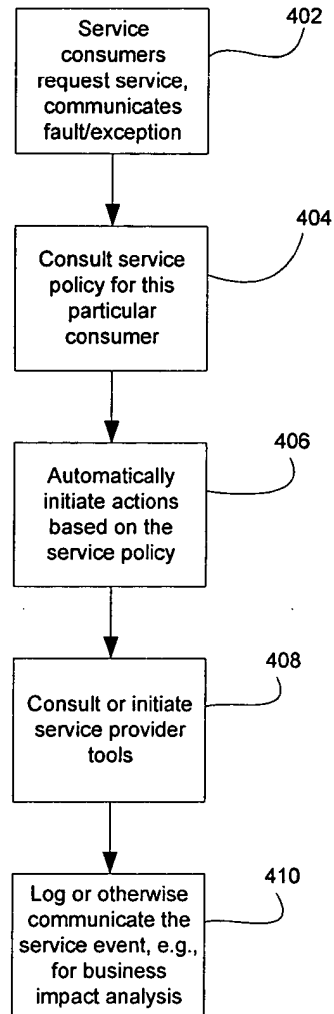 402
Service
consumers
request service,
communicates
fault/exception
404
Consult service
policy for this
particular
consumer
406
Automatically
initiate actions
based on the
service policy
408
Consult or initiate
service provider
tools
410
Log or otherwise
communicate the
service event, e.g.,
for business
impact analysis